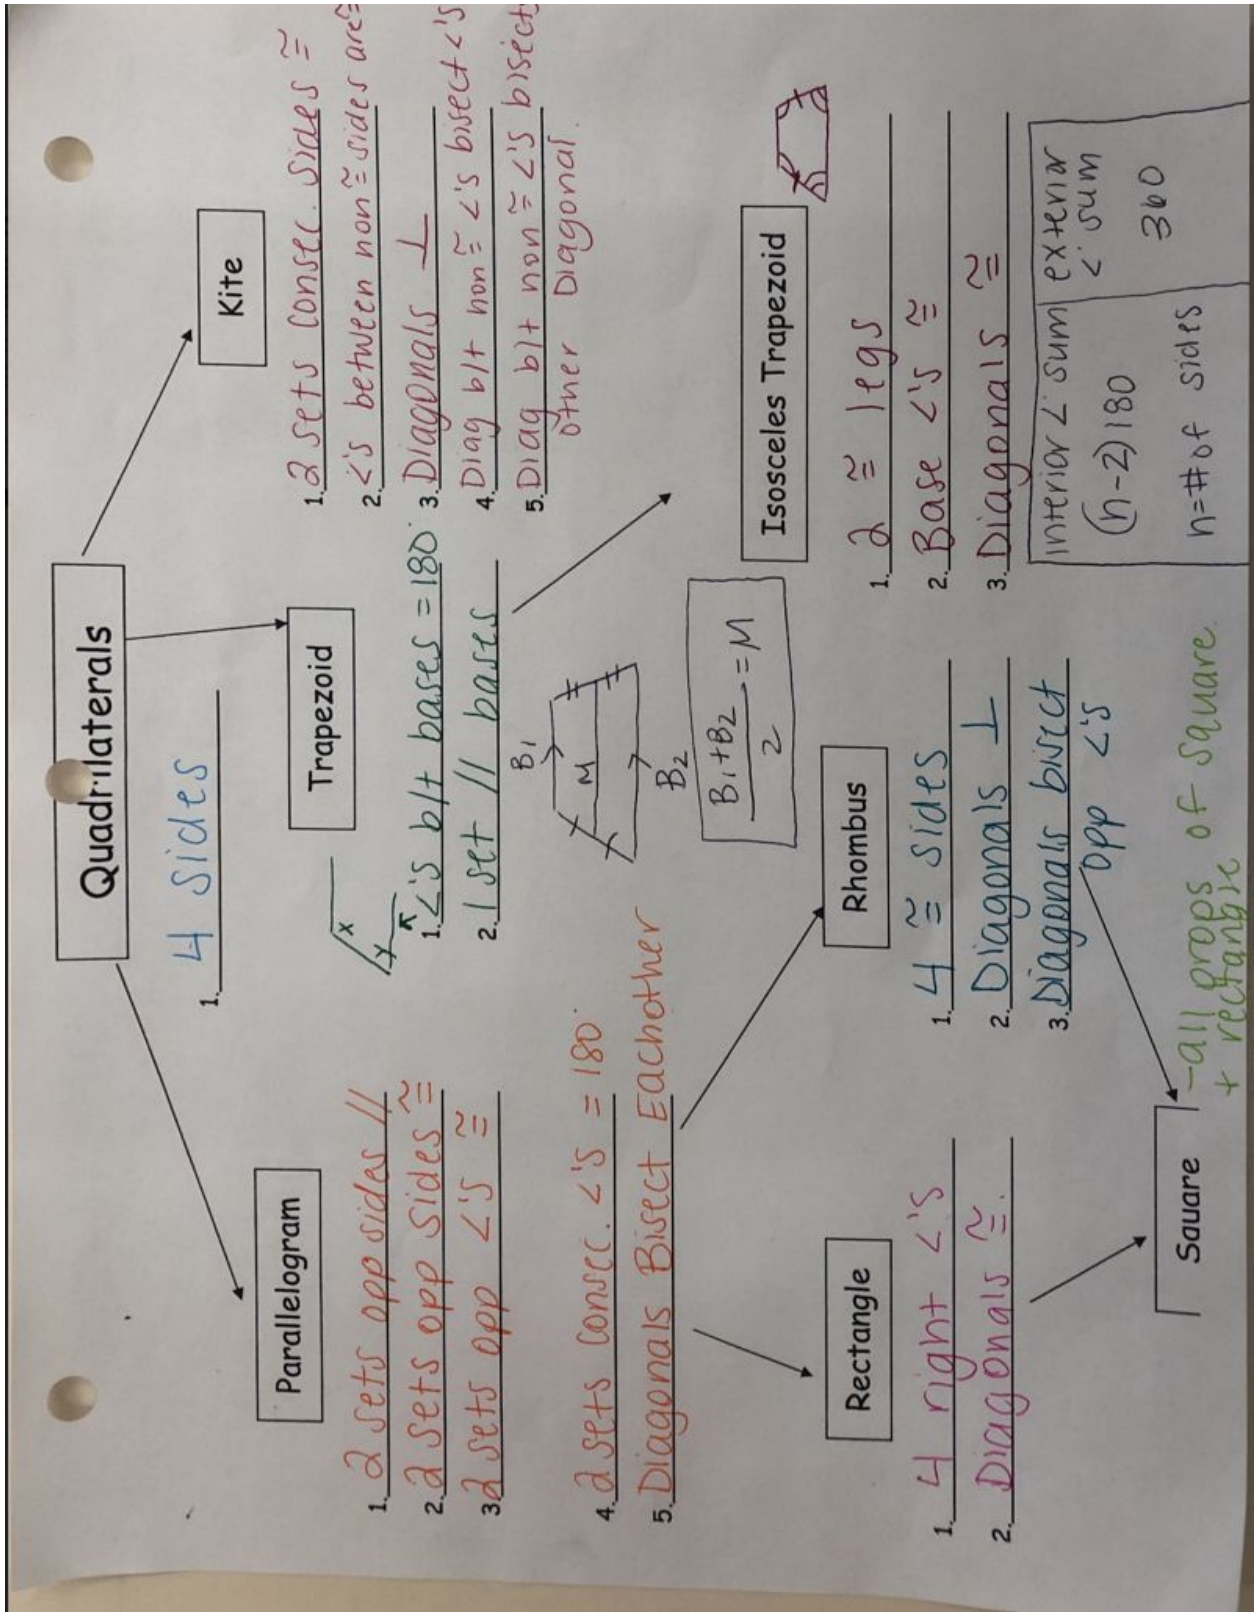 Quadrilaterals
1. 4 sides
Parallelogram
1. 2 sets opp sides //
2. 2 sets opp sides ≅
3. 2 sets opp <'s ≅
4. 2 sets consec. <'s = 180°
5. Diagonals Bisect Eachother
Trapezoid
x
y
1. <'s b/t bases = 180°
2. 1 set // bases
B1
M
B2
B1+B2
2
=M
Kite
1. 2 sets consec. sides ≅
2. <'s between non ≅ sides are ≅
3. Diagonals ⊥
4. Diag b/t non ≅ <'s bisect <'s
5. Diag b/t non ≅ <'s bisects
other Diagonal.
Rectangle
1. 4 right <'s
2. Diagonals ≅.
Rhombus
1. 4 ≅ sides
2. Diagonals ⊥
3. Diagonals bisect
opp <'s
Isosceles Trapezoid
1. 2 ≅ legs
2. Base <'s ≅
3. Diagonals ≅
interior < sum
(n-2)180
n=# of sides
exterior
< sum
360
Square
-all props of square
+ rectangle